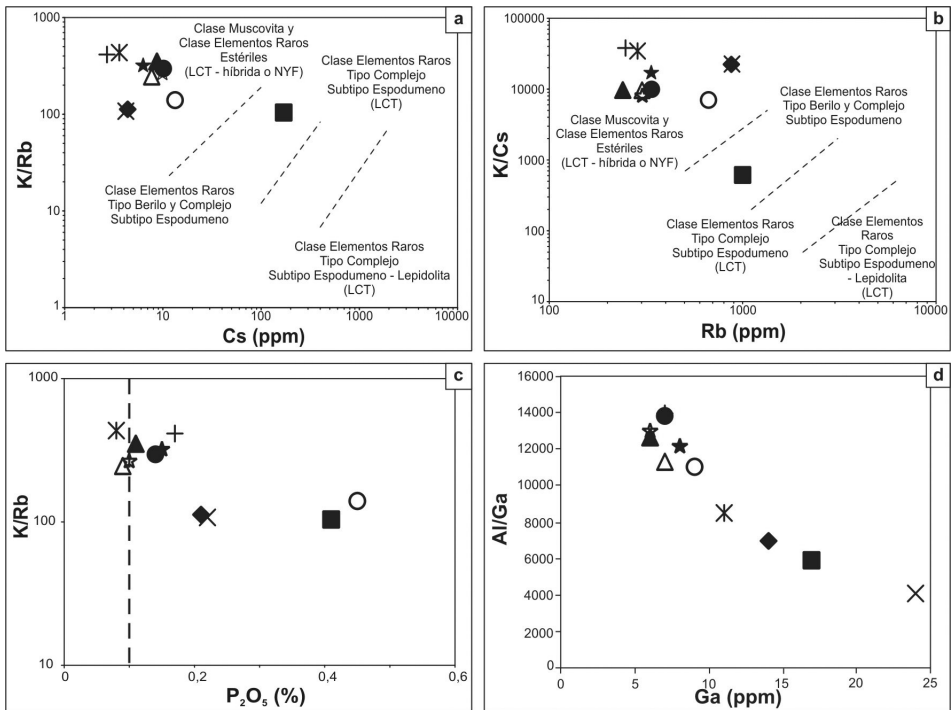 a
K/Rb
1000
100
10
1
Clase Muscovita y
Clase Elementos Raros
Estériles
(LCT - híbrida o NYF)
Clase Elementos Raros
Tipo Complejo
Subtipo Espodumeno
(LCT)
Clase Elementos Raros
Tipo Berilo y Complejo
Subtipo Espodumeno
Clase Elementos Raros
Tipo Complejo
Subtipo Espodumeno - Lepidolita
(LCT)
1 10 100 1000 10000
Cs (ppm)
b
K/Cs
100000
10000
1000
100
10
Clase Muscovita y
Clase Elementos Raros
Estériles
(LCT - híbrida o NYF)
Clase Elementos Raros
Tipo Berilo y Complejo
Subtipo Espodumeno
Clase Elementos Raros
Tipo Complejo
Subtipo Espodumeno
(LCT)
Clase Elementos
Raros
Tipo Complejo
Subtipo Espodumeno
- Lepidolita
(LCT)
100 1000 10000
Rb (ppm)
c
K/Rb
1000
100
10
0 0,2 0,4 0,6
P2O5 (%)
d
Al/Ga
16000
14000
12000
10000
8000
6000
4000
2000
0
0 5 10 15 20 25
Ga (ppm)